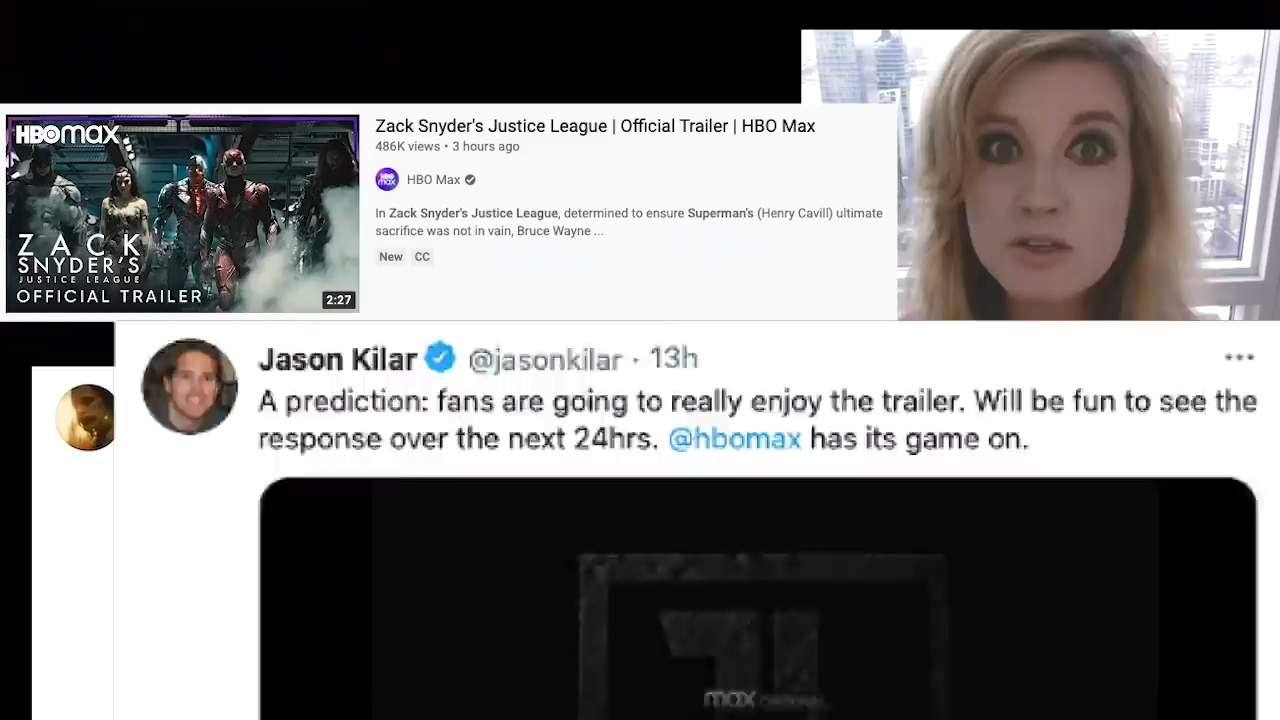 HBOMAX
ZACK
SNYDER'S
JUSTICE LEAGUE
OFFICIAL TRAILER
2:27
Zack Snyder's Justice League | Official Trailer | HBO Max
486K views • 3 hours ago
HBO Max
In Zack Snyder's Justice League, determined to ensure Superman's (Henry Cavill) ultimate
sacrifice was not in vain, Bruce Wayne ...
New CC
Jason Kilar @jasonkilar · 13h
A prediction: fans are going to really enjoy the trailer. Will be fun to see the
response over the next 24hrs. @hbomax has its game on.
max